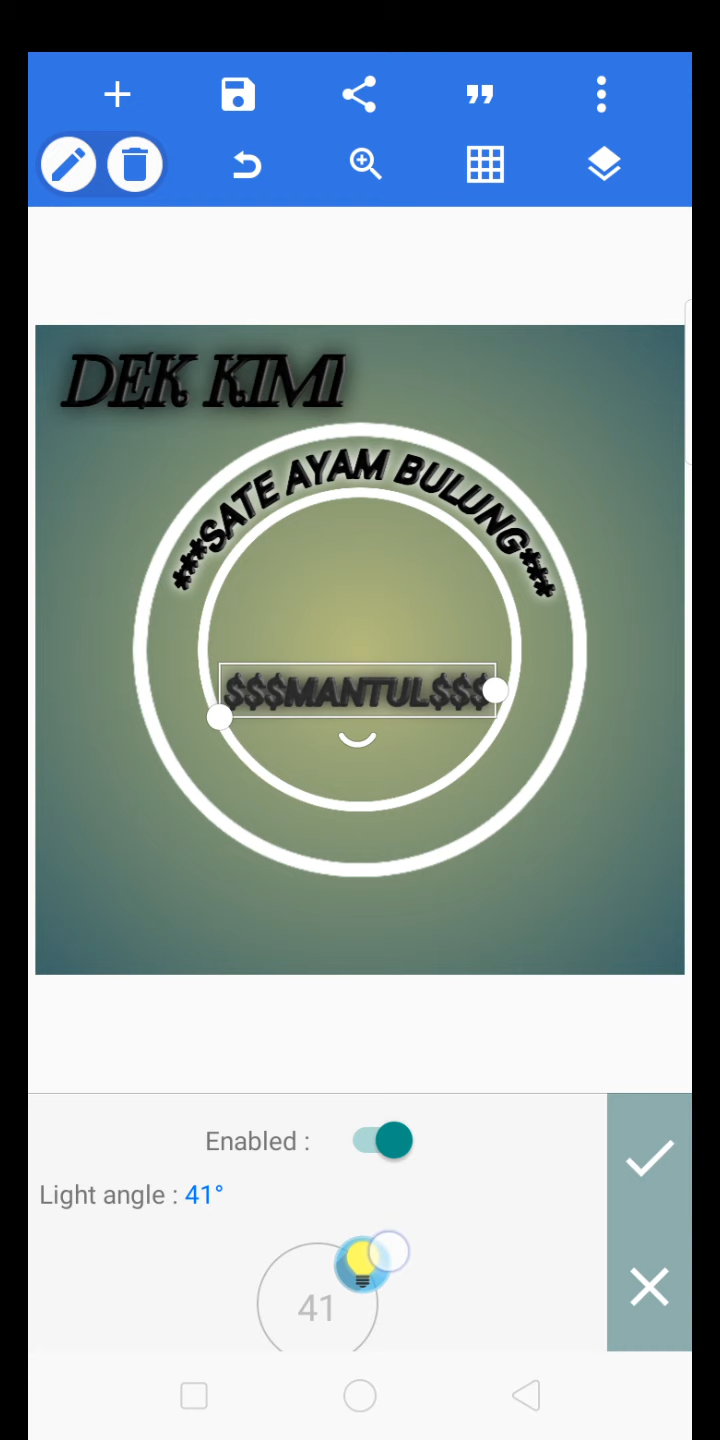 DEK KIMI
***SATE AYAM BULUNG***
$$$MANTUL$$$
Enabled :
Light angle : 41°
41